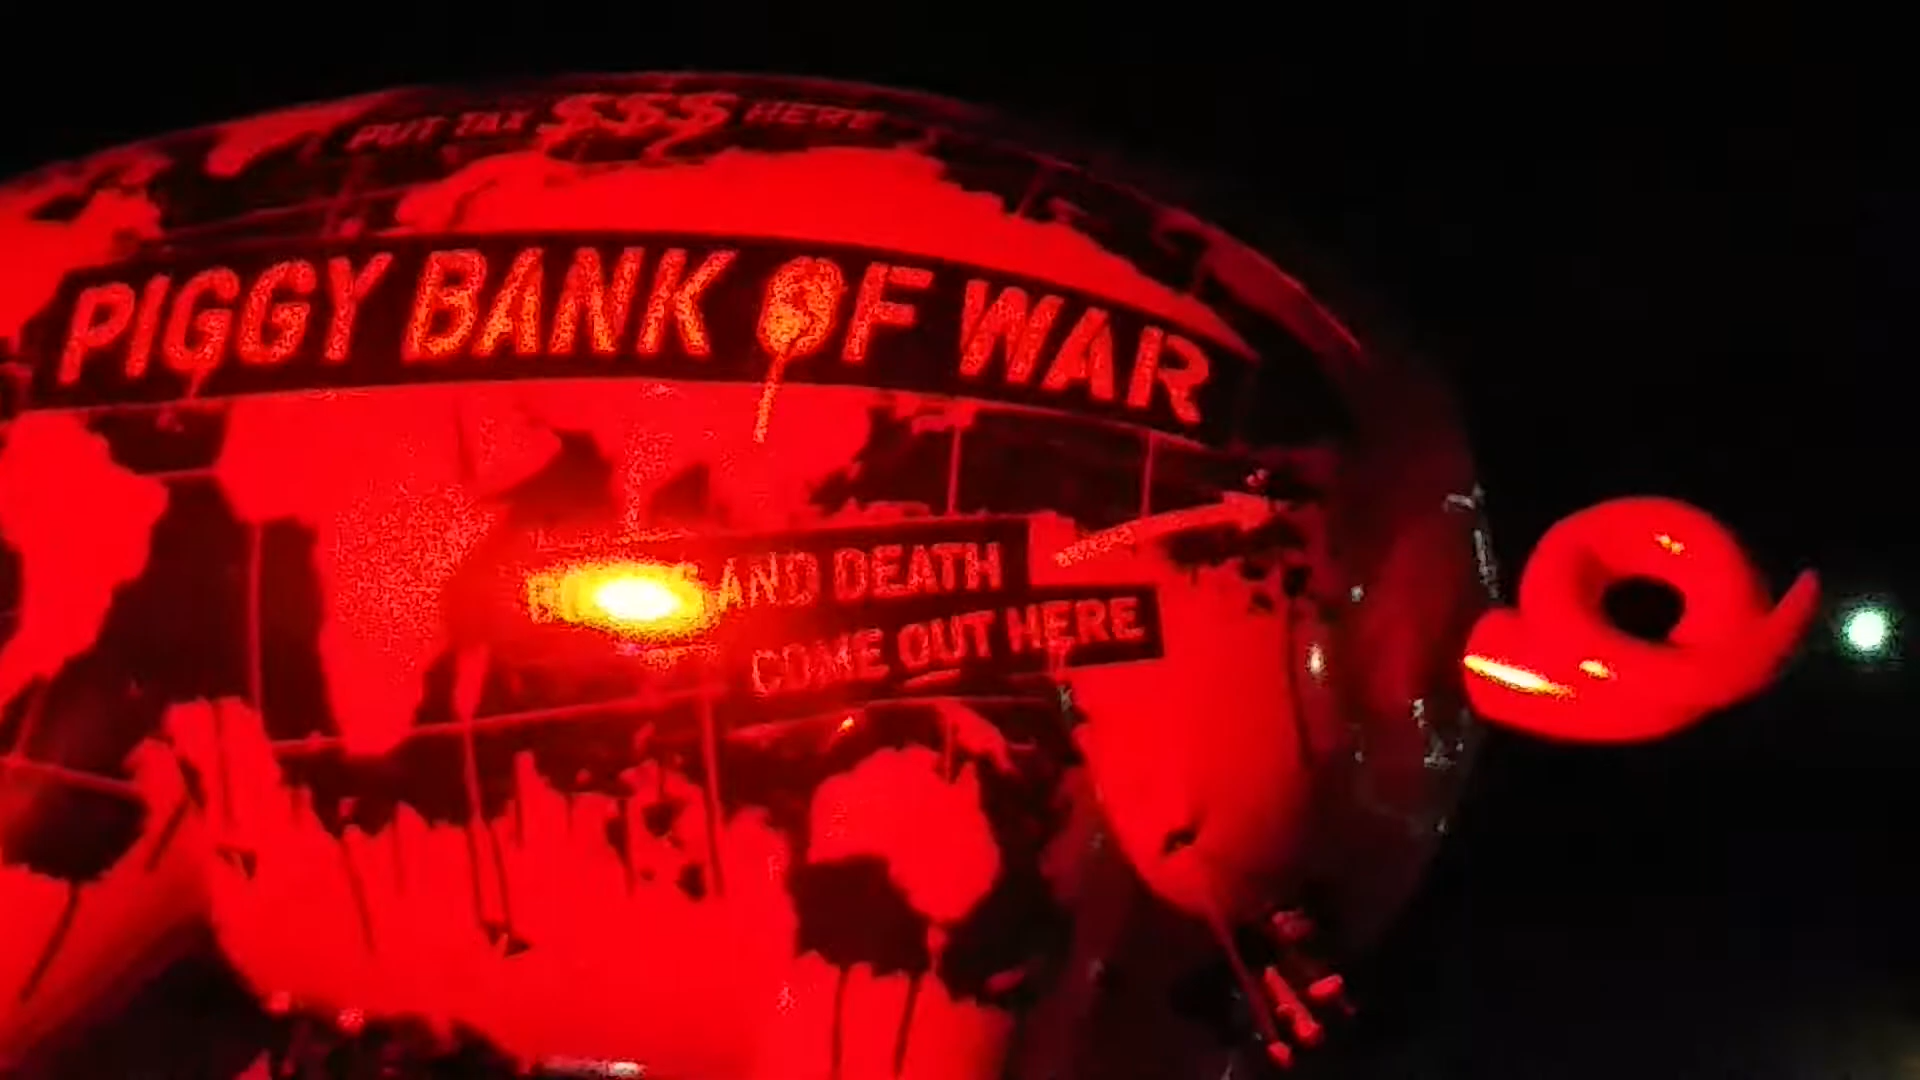 PUT TAX $$$ HERE
PIGGY BANK OF WAR
AND DEATH
COME OUT HERE